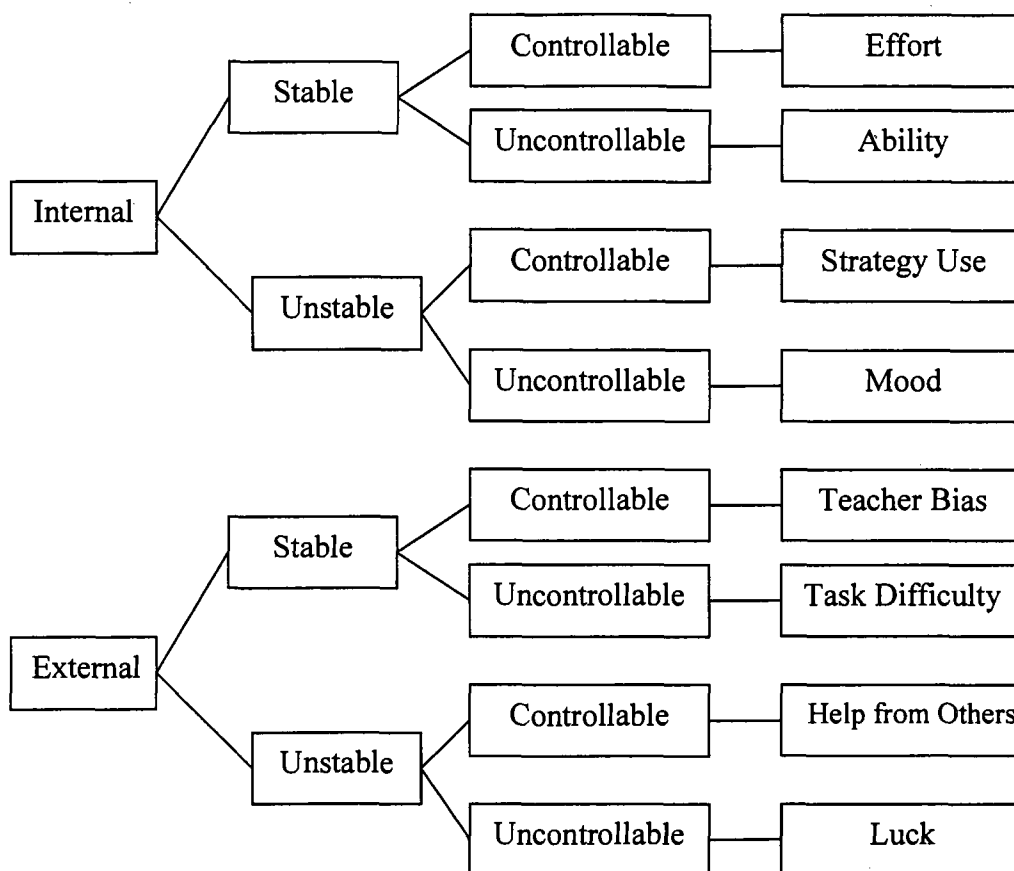 Controllable
Effort
Stable
Uncontrollable
Ability
Internal
Controllable
Strategy Use
Unstable
Uncontrollable
Mood
Controllable
Teacher Bias
Stable
Uncontrollable
Task Difficulty
External
Controllable
Help from Others
Unstable
Uncontrollable
Luck